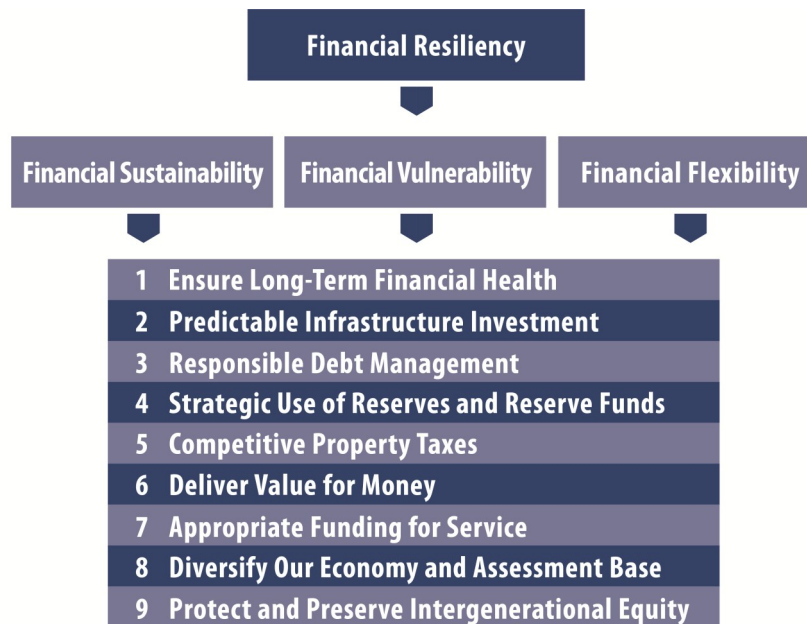 Financial Resiliency
Financial Sustainability
Financial Vulnerability
Financial Flexibility
1 Ensure Long-Term Financial Health
2 Predictable Infrastructure Investment
3 Responsible Debt Management
4 Strategic Use of Reserves and Reserve Funds
5 Competitive Property Taxes
6 Deliver Value for Money
7 Appropriate Funding for Service
8 Diversify Our Economy and Assessment Base
9 Protect and Preserve Intergenerational Equity